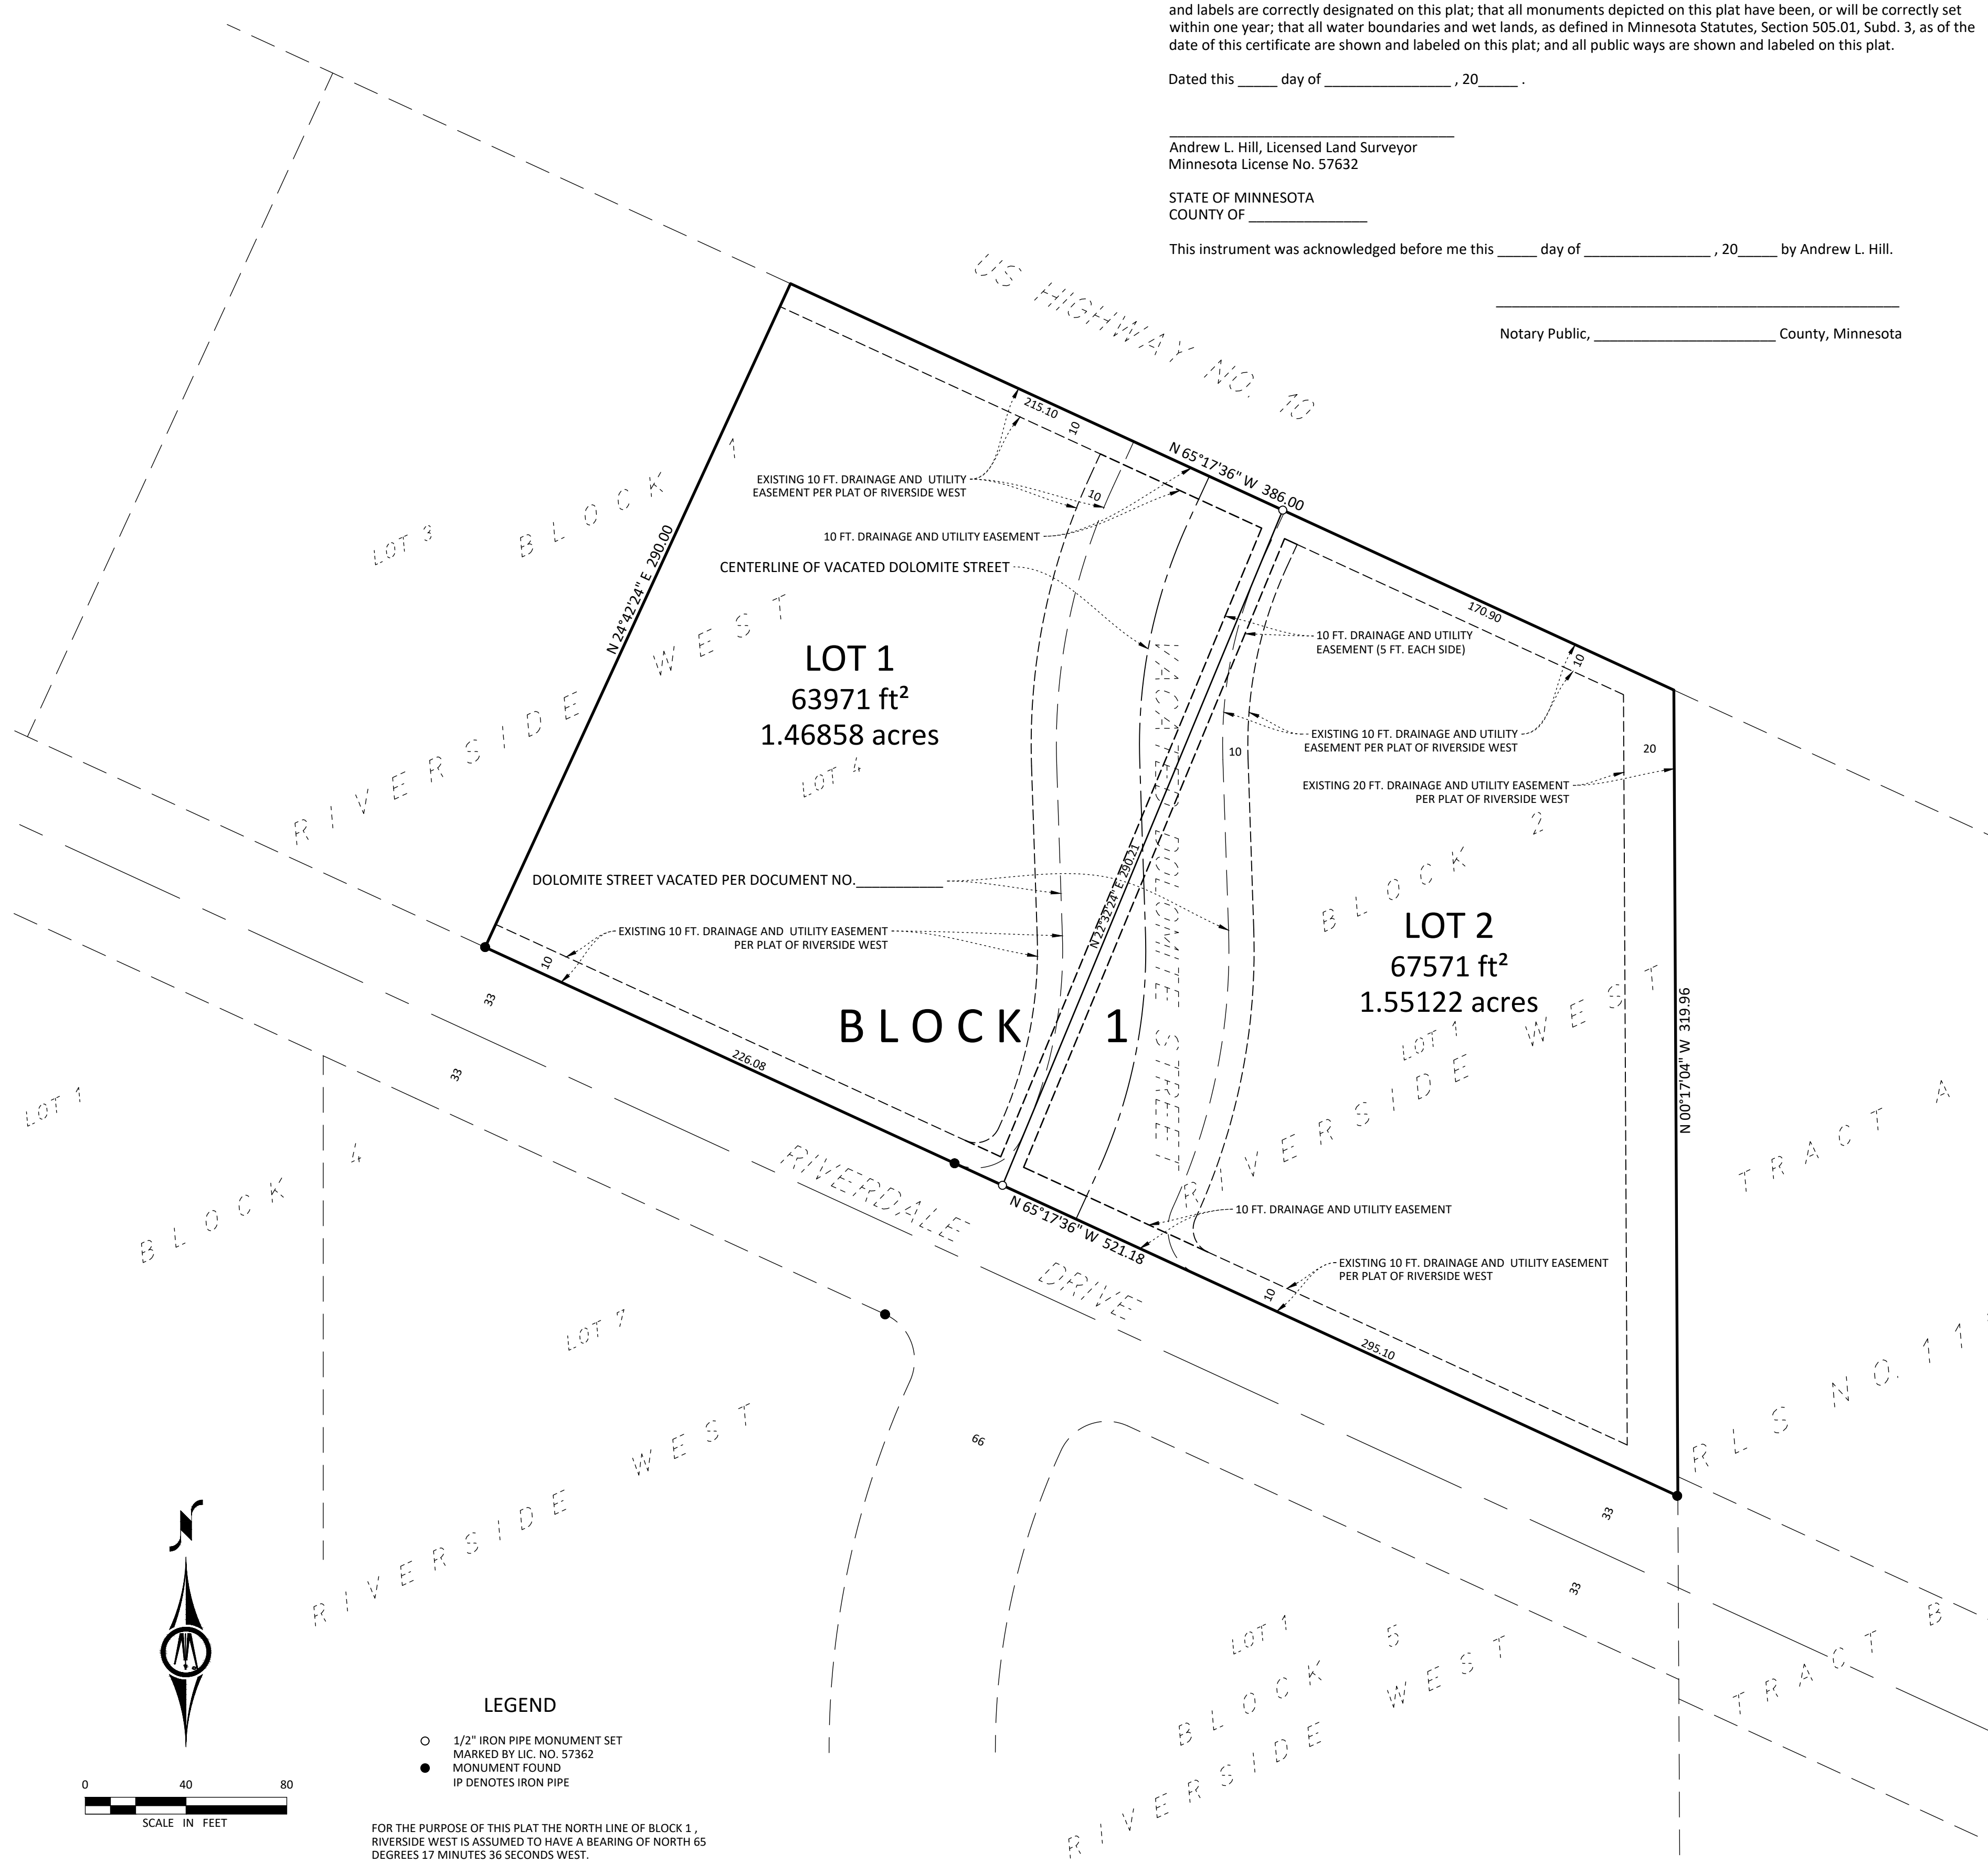 and labels are correctly designated on this plat; that all monuments depicted on this plat have been, or will be correctly set
within one year; that all water boundaries and wet lands, as defined in Minnesota Statutes, Section 505.01, Subd. 3, as of the
date of this certificate are shown and labeled on this plat; and all public ways are shown and labeled on this plat.
Dated this _____ day of ________________ , 20_____ .
____________________________________
Andrew L. Hill, Licensed Land Surveyor
Minnesota License No. 57632
STATE OF MINNESOTA
COUNTY OF _______________
This instrument was acknowledged before me this _____ day of ________________ , 20_____ by Andrew L. Hill.
___________________________________________________
Notary Public, _______________________ County, Minnesota
US HIGHWAY NO. 10
215.10
10
N 65°17'36" W 386.00
EXISTING 10 FT. DRAINAGE AND UTILITY
EASEMENT PER PLAT OF RIVERSIDE WEST
10
10 FT. DRAINAGE AND UTILITY EASEMENT
CENTERLINE OF VACATED DOLOMITE STREET
LOT 3
BLOCK 1
RIVERSIDE WEST
N 24°42'24" E 290.00
170.90
10
10 FT. DRAINAGE AND UTILITY
EASEMENT (5 FT. EACH SIDE)
LOT 1
63971 ft²
1.46858 acres
LOT 4
VACATED DOLOMITE STREET
10
EXISTING 10 FT. DRAINAGE AND UTILITY
EASEMENT PER PLAT OF RIVERSIDE WEST
20
EXISTING 20 FT. DRAINAGE AND UTILITY EASEMENT
PER PLAT OF RIVERSIDE WEST
BLOCK 2
DOLOMITE STREET VACATED PER DOCUMENT NO.___________
N 22°32'24" E 290.21
EXISTING 10 FT. DRAINAGE AND UTILITY EASEMENT
PER PLAT OF RIVERSIDE WEST
10
LOT 2
67571 ft²
1.55122 acres
LOT 1
RIVERSIDE WEST
BLOCK 1
N 00°17'04" W 319.96
33
33
226.08
LOT 1
BLOCK 4
TRACT A
RIVERDALE DRIVE
N 65°17'36" W 521.18
10 FT. DRAINAGE AND UTILITY EASEMENT
EXISTING 10 FT. DRAINAGE AND UTILITY EASEMENT
PER PLAT OF RIVERSIDE WEST
10
295.10
LOT 7
RIVERSIDE WEST
66
RLS NO. 11
33
33
LOT 1
BLOCK 5
RIVERSIDE WEST
TRACT B
LEGEND
1/2" IRON PIPE MONUMENT SET
MARKED BY LIC. NO. 57362
MONUMENT FOUND
IP DENOTES IRON PIPE
0 40 80
SCALE IN FEET
FOR THE PURPOSE OF THIS PLAT THE NORTH LINE OF BLOCK 1 ,
RIVERSIDE WEST IS ASSUMED TO HAVE A BEARING OF NORTH 65
DEGREES 17 MINUTES 36 SECONDS WEST.